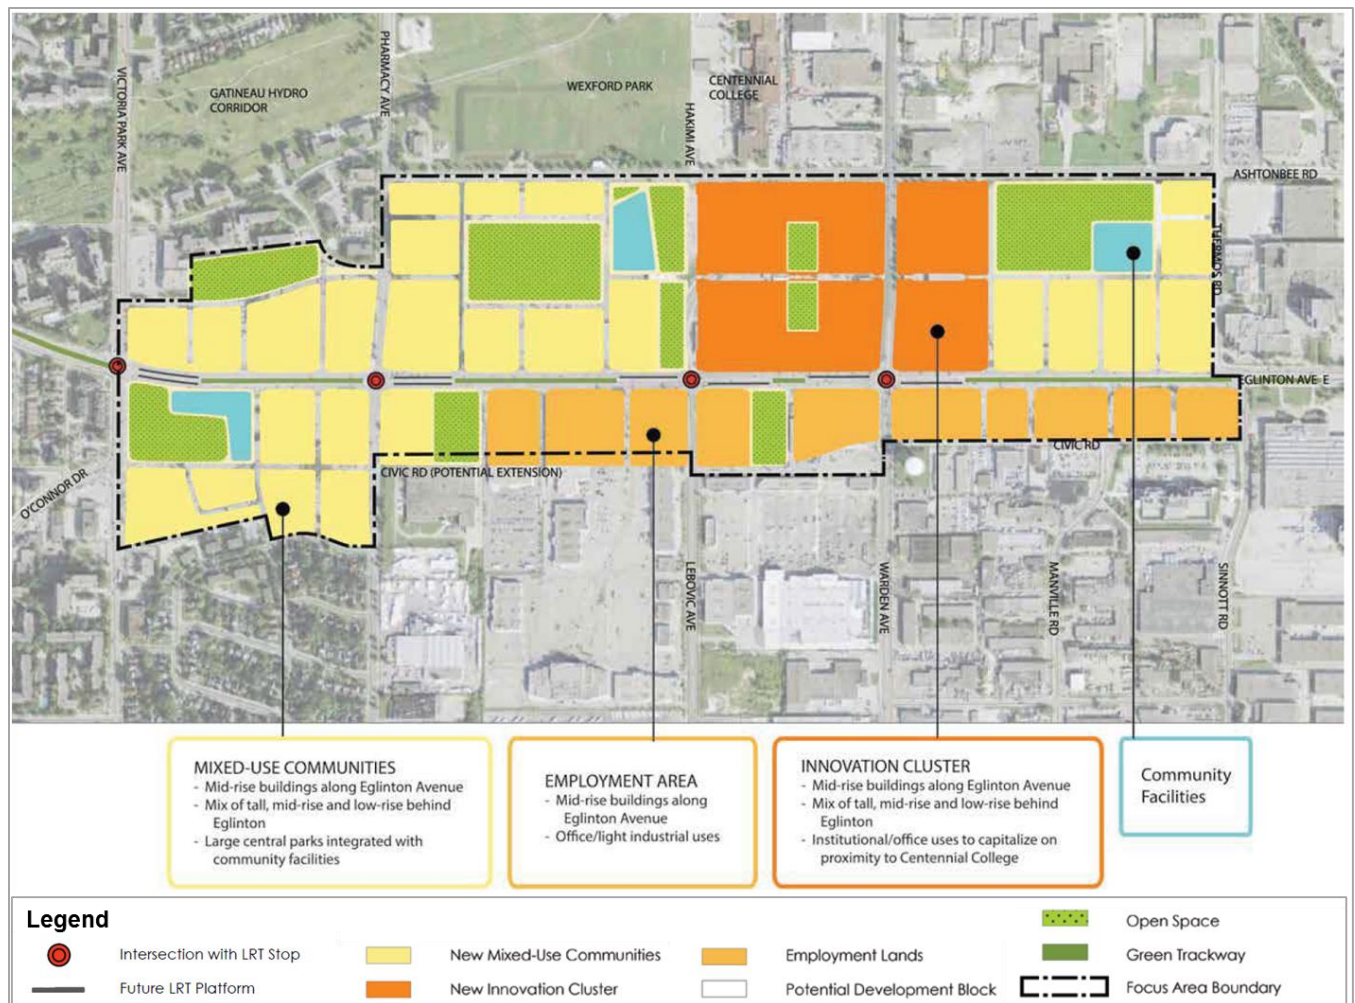 VICTORIA PARK AVE
GATINEAU HYDRO
CORRIDOR
PHARMACY AVE
WEXFORD PARK
HAKIMI AVE
CENTENNIAL
COLLEGE
ASHTONBEE RD
THERMOS RD
EGLINTON AVE E
CIVIC RD
CIVIC RD (POTENTIAL EXTENSION)
O'CONNOR DR
LEBOVIC AVE
WARDEN AVE
MANVILLE RD
SINNOTT RD
MIXED-USE COMMUNITIES
- Mid-rise buildings along Eglinton Avenue
- Mix of tall, mid-rise and low-rise behind
Eglinton
- Large central parks integrated with
community facilities
EMPLOYMENT AREA
- Mid-rise buildings along
Eglinton Avenue
- Office/light industrial uses
INNOVATION CLUSTER
- Mid-rise buildings along Eglinton Avenue
- Mix of tall, mid-rise and low-rise behind
Eglinton
- Institutional/office uses to capitalize on
proximity to Centennial College
Community
Facilities
Legend
Intersection with LRT Stop
Future LRT Platform
New Mixed-Use Communities
New Innovation Cluster
Employment Lands
Potential Development Block
Open Space
Green Trackway
Focus Area Boundary